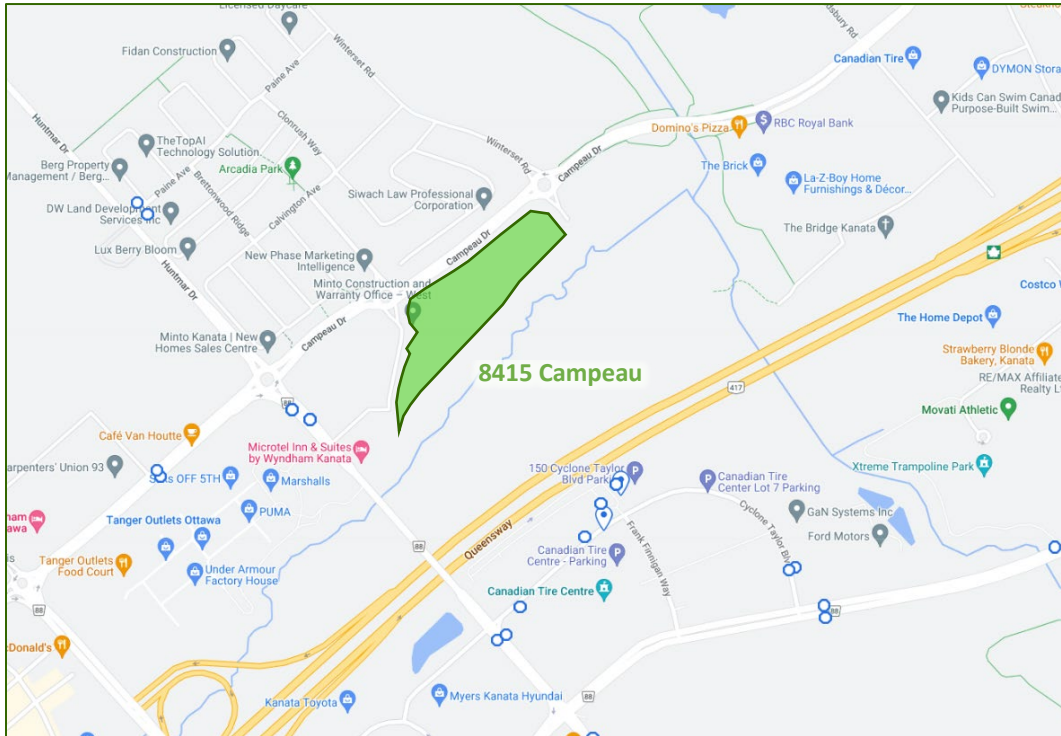 Licensed Daycare
Fidan Construction
Winterset Rd
Paine Ave
Canadian Tire
DYMON Stora
Kids Can Swim Canad
Purpose-Built Swim...
Huntmar Dr
TheTopAI
Technology Solution.
Clonrush Way
Domino's Pizza
RBC Royal Bank
Berg Property
Management / Berg...
Arcadia Park
Winterset Rd
Campeau Dr
The Brick
Paine Ave
Brettonwood Ridge
Calvington Ave
Siwach Law Professional
Corporation
La-Z-Boy Home
Furnishings & Décor...
DW Land Development
Services Inc
The Bridge Kanata
Lux Berry Bloom
New Phase Marketing
Intelligence
Campeau Dr
Huntmar Dr
Minto Construction and
Warranty Office – West
Costco W
The Home Depot
Minto Kanata | New
Homes Sales Centre
Campeau Dr
Strawberry Blonde
Bakery, Kanata
8415 Campeau
RE/MAX Affiliate
Realty Lt
417
88
Movati Athletic
Café Van Houtte
Microtel Inn & Suites
by Wyndham Kanata
arpenters' Union 93
Xtreme Trampoline Park
Saks OFF 5TH
Marshalls
150 Cyclone Taylor
Blvd Parking
Canadian Tire
Center Lot 7 Parking
PUMA
Cyclone Taylor Blvd
GaN Systems Inc
Ford Motors
Tanger Outlets Ottawa
Queensway
Frank Finnigan Way
Tanger Outlets
Food Court
Under Armour
Factory House
Canadian Tire
Centre - Parking
Canadian Tire Centre
88
88
cDonald's
Kanata Toyota
Myers Kanata Hyundai
88